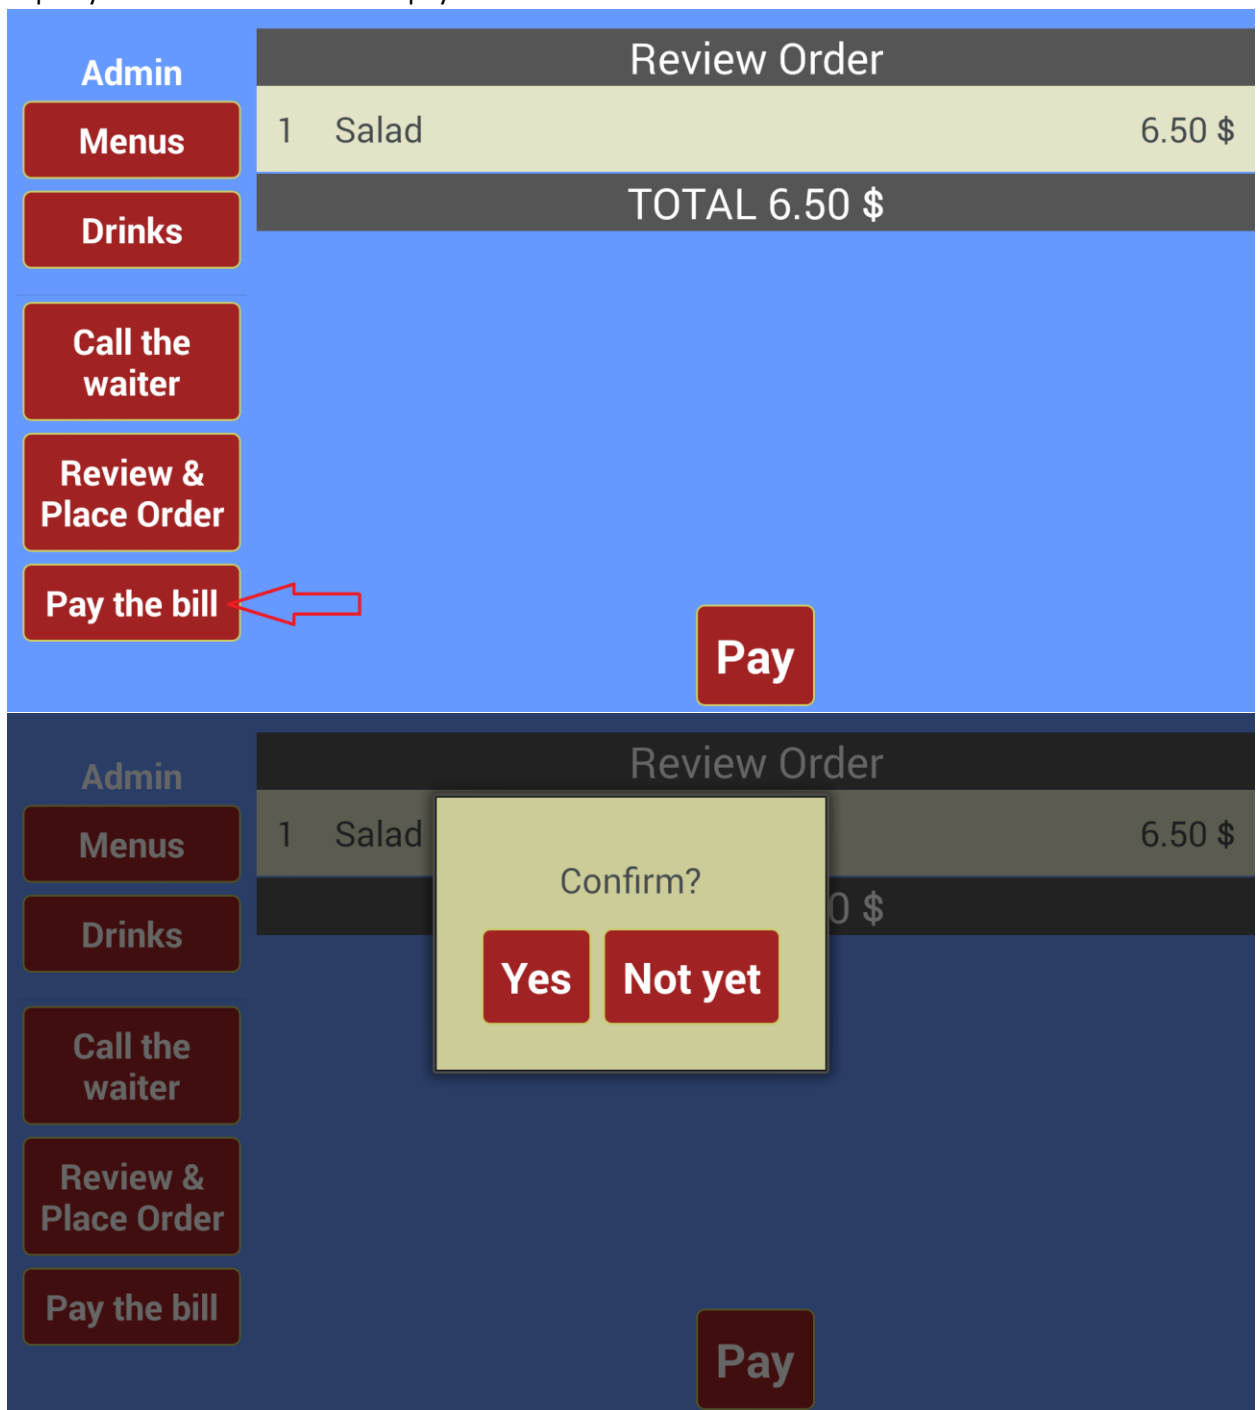 Review Order
Admin
Menus
1 Salad 6.50 $
TOTAL 6.50 $
Drinks
Call the
waiter
Review &
Place Order
Pay the bill
Pay
Review Order
Admin
Menus
1 Salad 6.50 $
Confirm?
0 $
Drinks
Yes Not yet
Call the
waiter
Review &
Place Order
Pay the bill
Pay